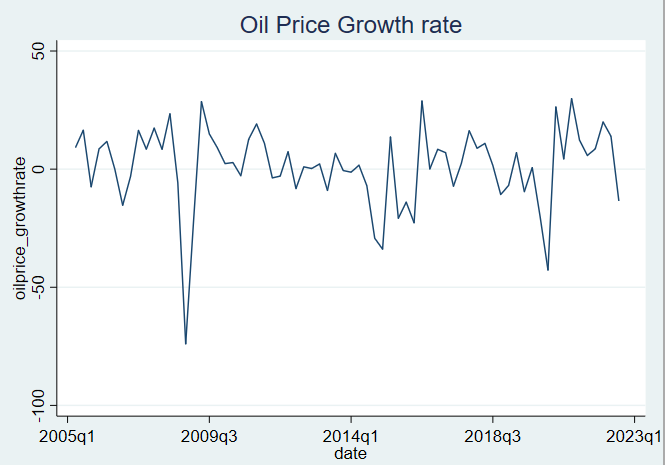 Oil Price Growth rate
50
0
-50
-100
oilprice_growthrate
2005q1 2009q3 2014q1 2018q3 2023q1
date